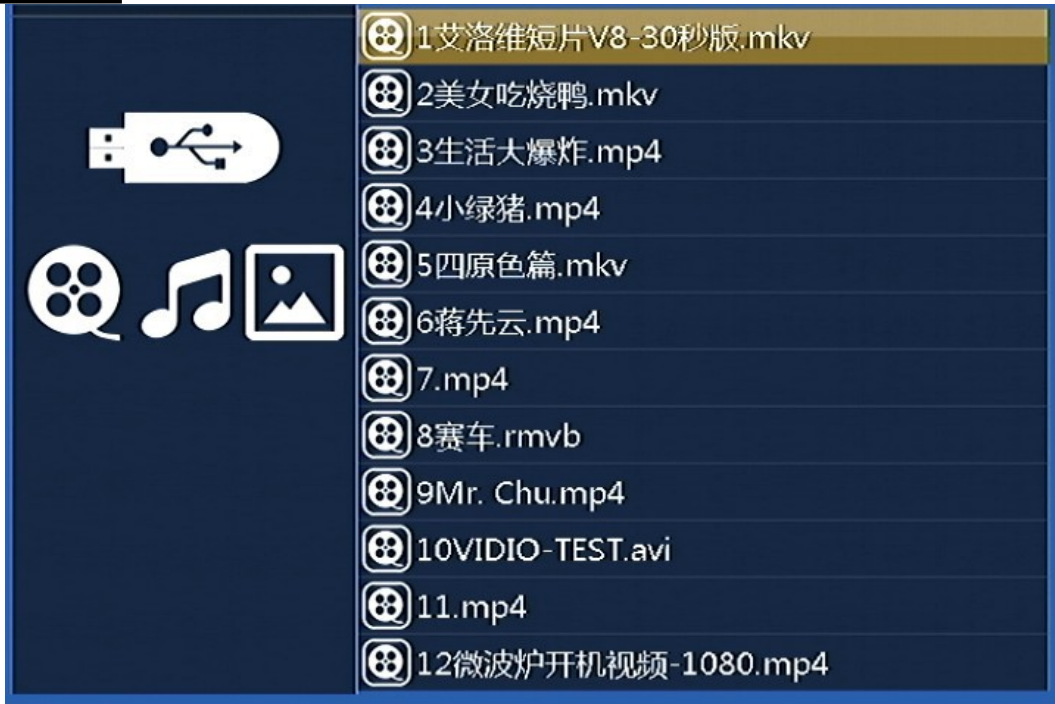 1艾洛维短片V8-30秒版.mkv
2美女吃烧鸭.mkv
3生活大爆炸.mp4
4小绿猪.mp4
5四原色篇.mkv
6蒋先云.mp4
7.mp4
8赛车.rmvb
9Mr. Chu.mp4
10VIDIO-TEST.avi
11.mp4
12微波炉开机视频-1080.mp4